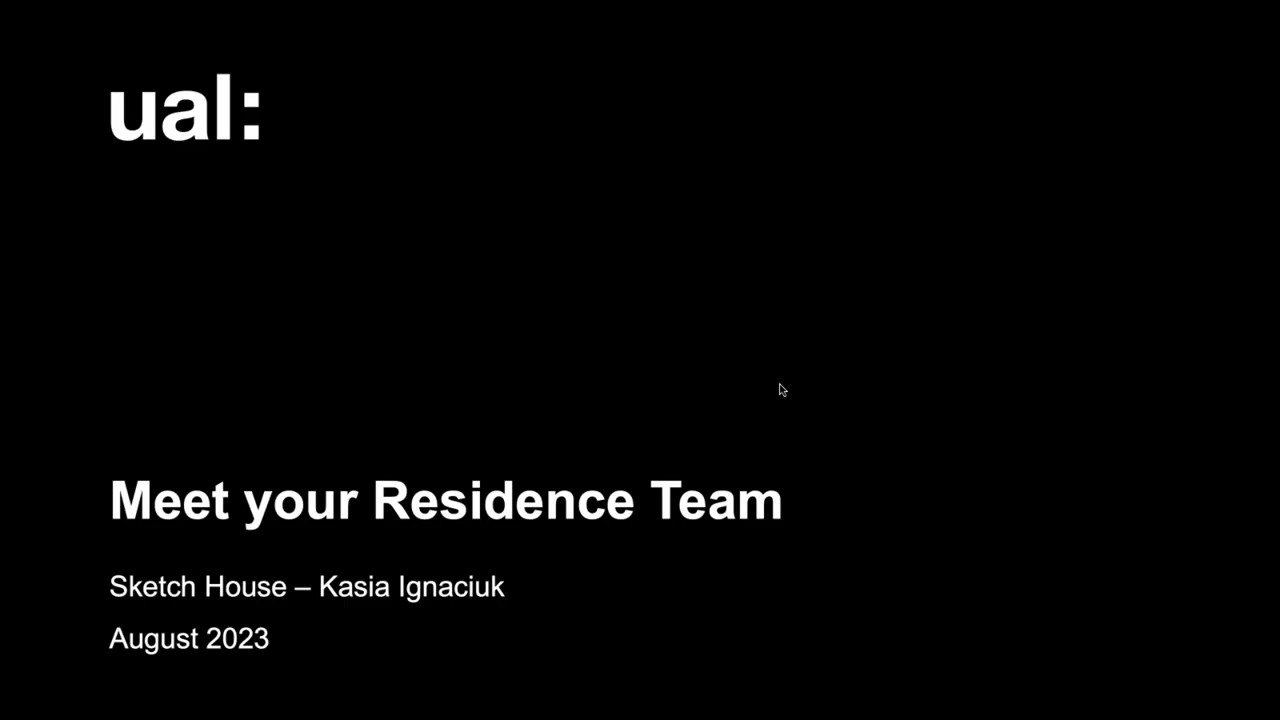 ual:
Meet your Residence Team
Sketch House – Kasia Ignaciuk
August 2023